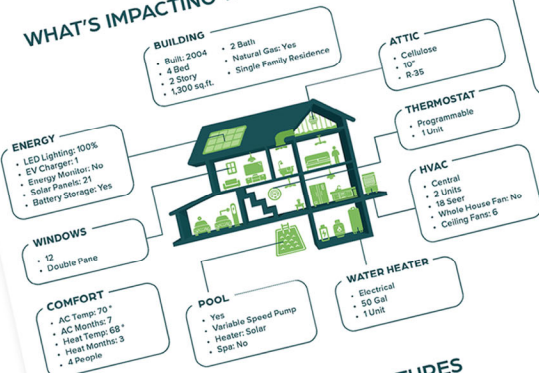 WHAT'S IMPACTING
BUILDING
• Built: 2004
• 4 Bed
• 2 Story
• 1,300 sq.ft.
• 2 Bath
• Natural Gas: Yes
• Single Family Residence
ATTIC
• Cellulose
• 10"
• R-35
THERMOSTAT
• Programmable
• 1 Unit
ENERGY
• LED Lighting: 100%
• EV Charger: 1
• Energy Monitor: No
• Solar Panels: 21
• Battery Storage: Yes
HVAC
• Central
• 2 Units
• 18 Seer
• Whole House Fan: No
• Ceiling Fans: 6
WINDOWS
• 12
• Double Pane
COMFORT
• AC Temp: 70°
• AC Months: 7
• Heat Temp: 68°
• Heat Months: 3
• 4 People
POOL
• Yes
• Variable Speed Pump
• Heater: Solar
• Spa: No
WATER HEATER
• Electrical
• 50 Gal
• 1 Unit